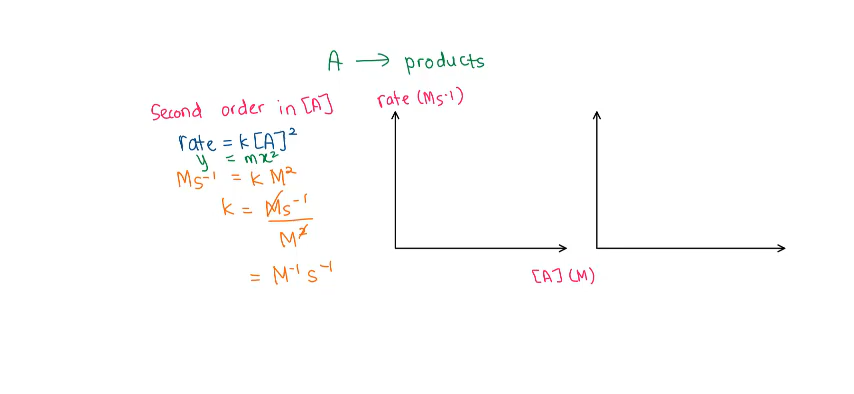 A → products
Second order in [A]
rate = k[A]²
y = mx²
Ms⁻¹ = k M²
k = Ms⁻¹
M²
= M⁻¹ s⁻¹
rate (Ms⁻¹)
[A] (M)